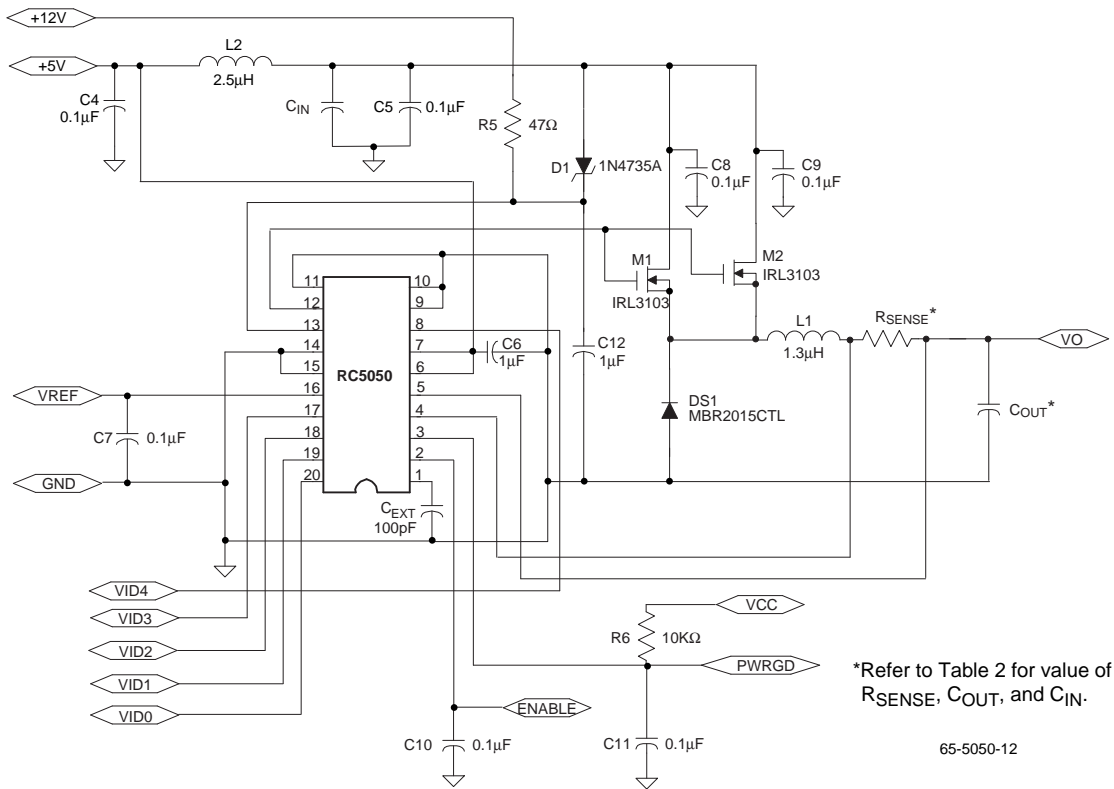 +12V
+5V
L2
2.5µH
C4
0.1µF
CIN
C5
0.1µF
R5
47Ω
D1
1N4735A
C8
0.1µF
C9
0.1µF
M1
IRL3103
M2
IRL3103
L1
1.3µH
RSENSE*
VO
COUT*
DS1
MBR2015CTL
C12
1µF
C6
1µF
RC5050
11
12
13
14
15
16
17
18
19
20
10
9
8
7
6
5
4
3
2
1
VREF
C7
0.1µF
GND
CEXT
100pF
VID4
VID3
VID2
VID1
VID0
VCC
R6
10KΩ
PWRGD
ENABLE
C10
0.1µF
C11
0.1µF
*Refer to Table 2 for value of
RSENSE, COUT, and CIN.
65-5050-12